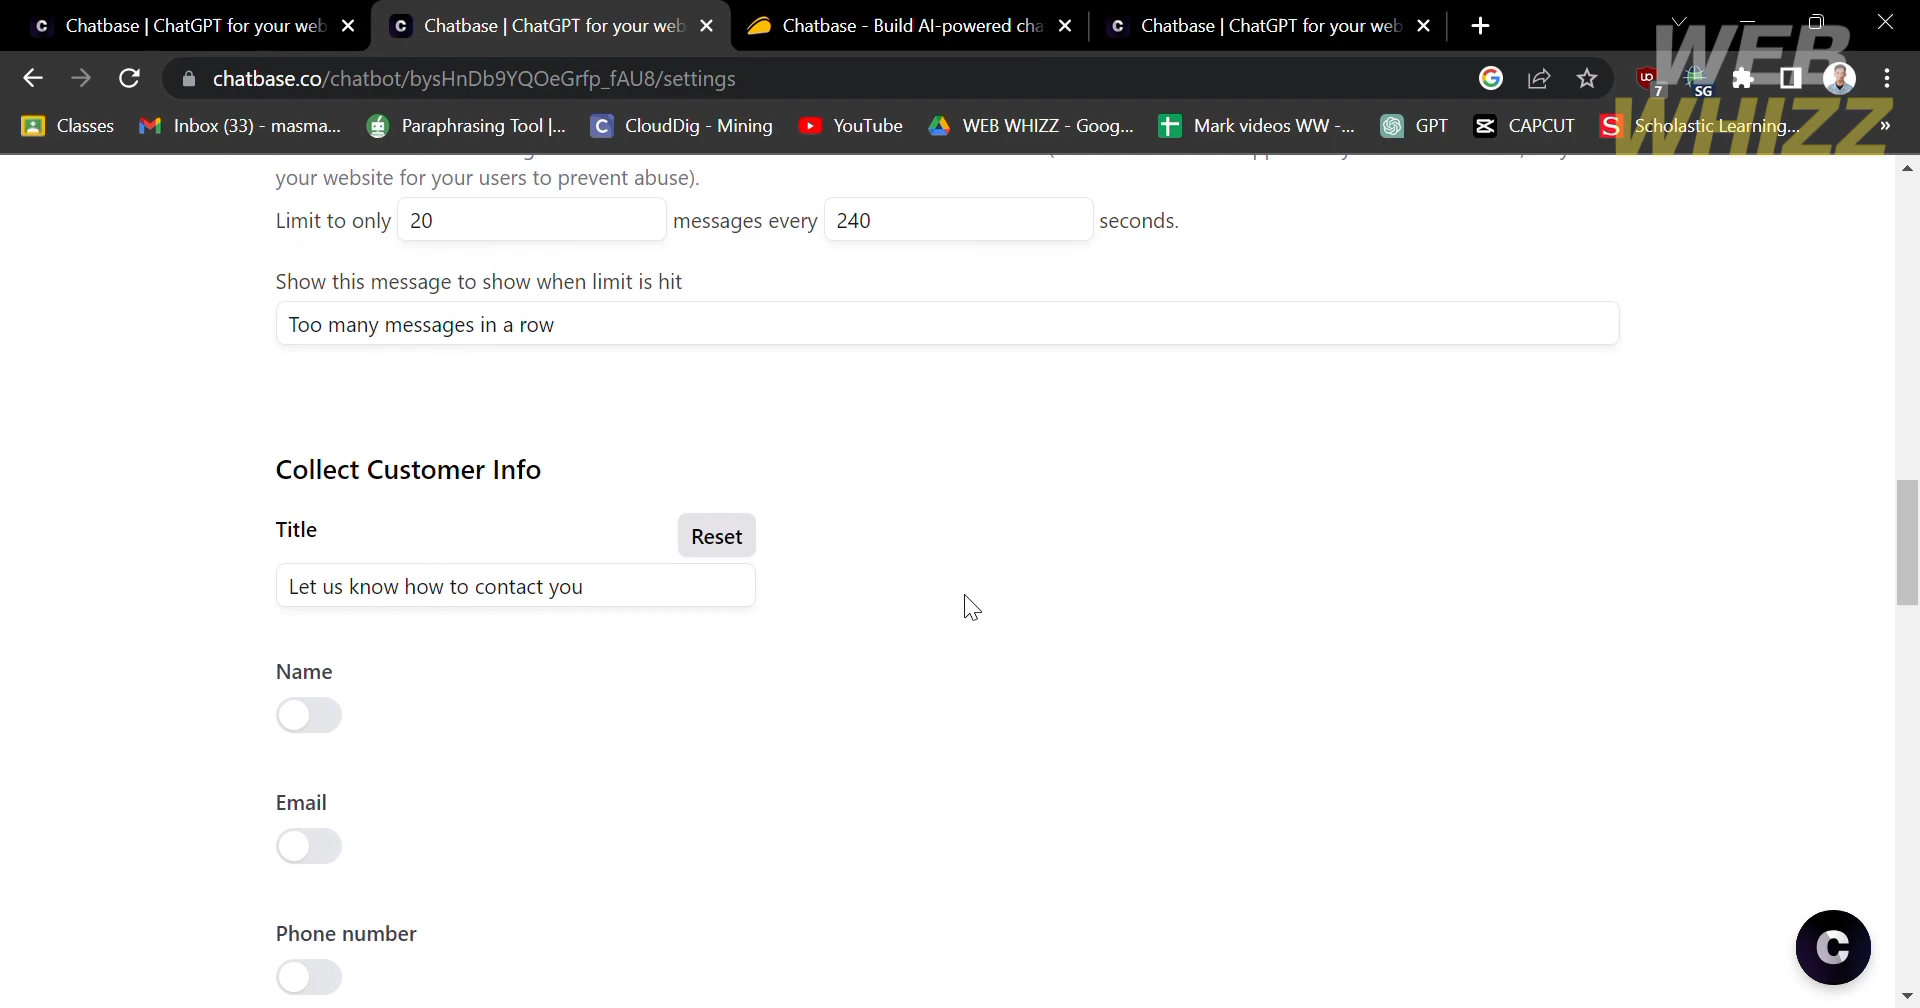 Chatbase | ChatGPT for your web
Chatbase | ChatGPT for your web
Chatbase - Build AI-powered cha
Chatbase | ChatGPT for your web
chatbase.co/chatbot/bysHnDb9YQOeGrfp_fAU8/settings
7
SG
WEB
WHIZZ
Classes
Inbox (33) - masma...
Paraphrasing Tool |...
CloudDig - Mining
YouTube
WEB WHIZZ - Goog...
Mark videos WW -...
GPT
CAPCUT
Scholastic Learning...
your website for your users to prevent abuse).
Limit to only 20 messages every 240 seconds.
Show this message to show when limit is hit
Too many messages in a row
Collect Customer Info
Title
Reset
Let us know how to contact you
Name
Email
Phone number